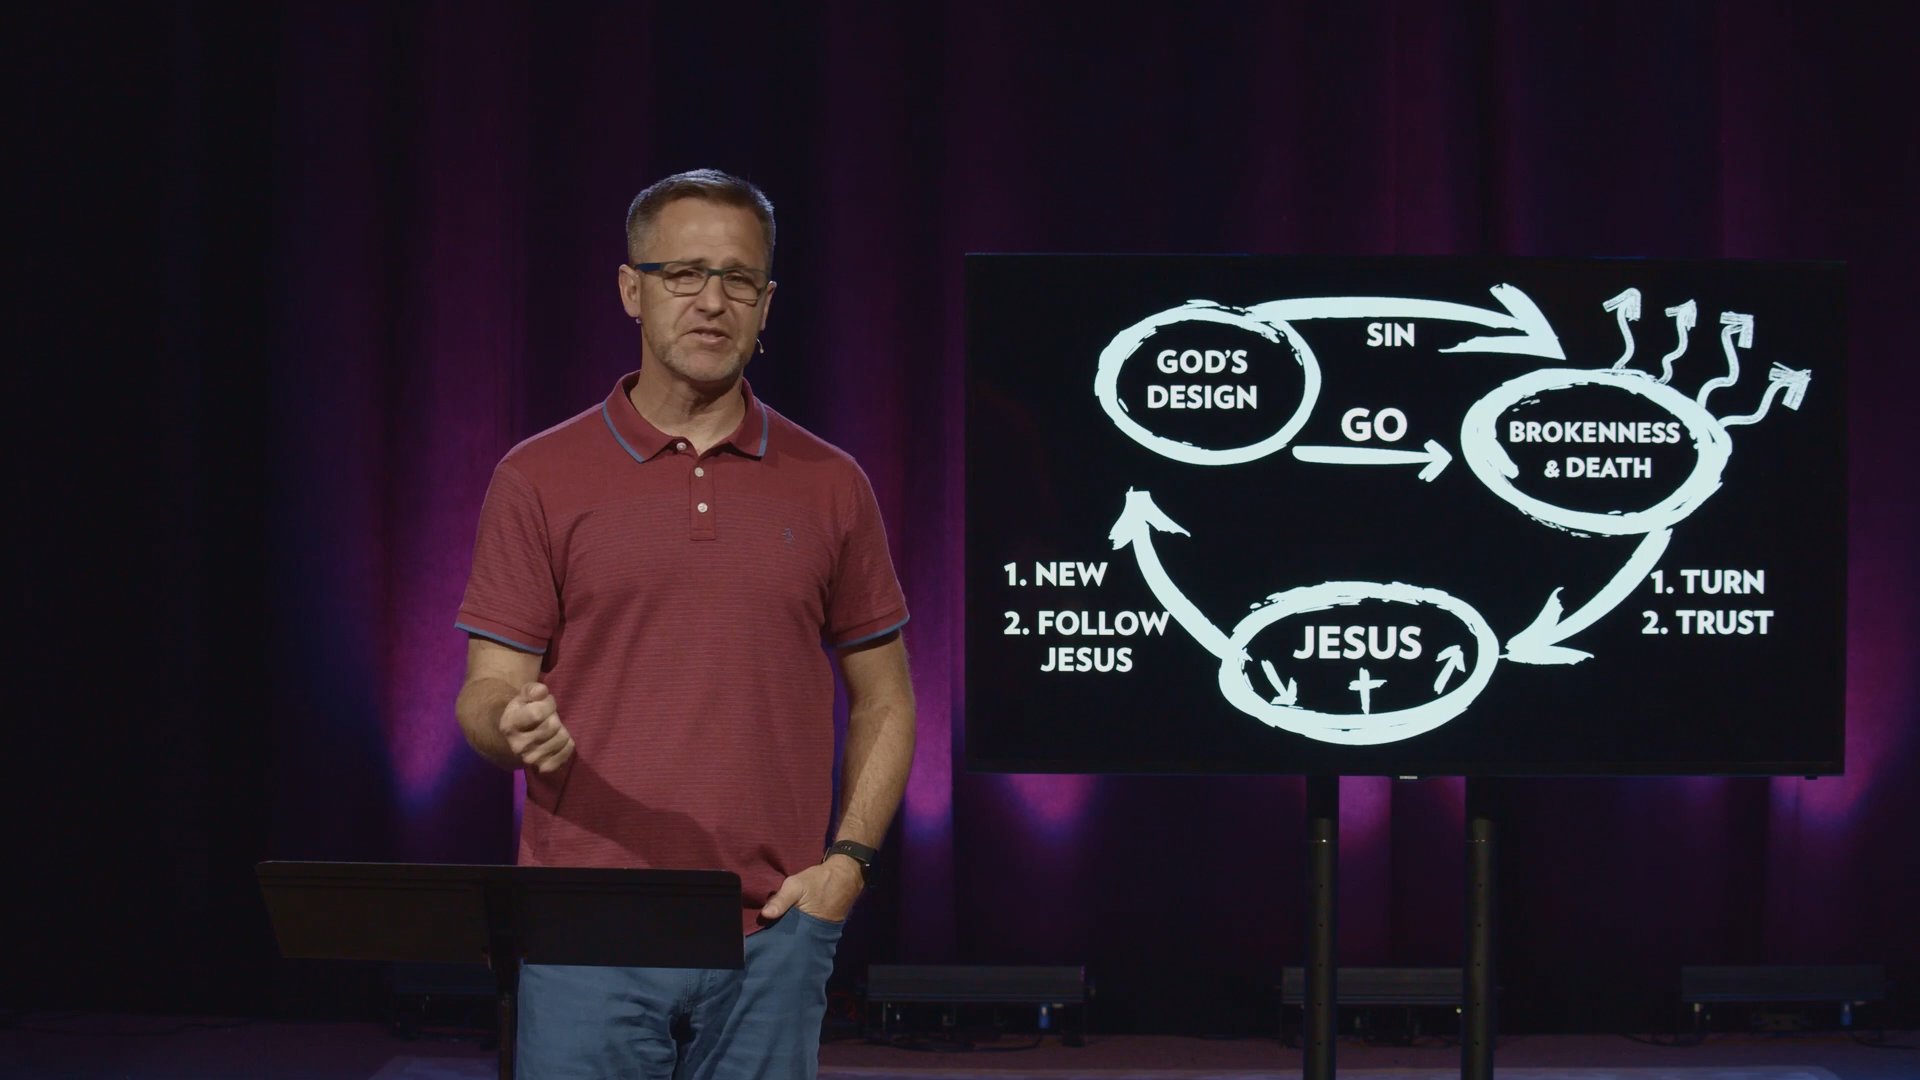 GOD'S
DESIGN
SIN
GO
BROKENNESS
& DEATH
1. NEW
2. FOLLOW
JESUS
JESUS
1. TURN
2. TRUST